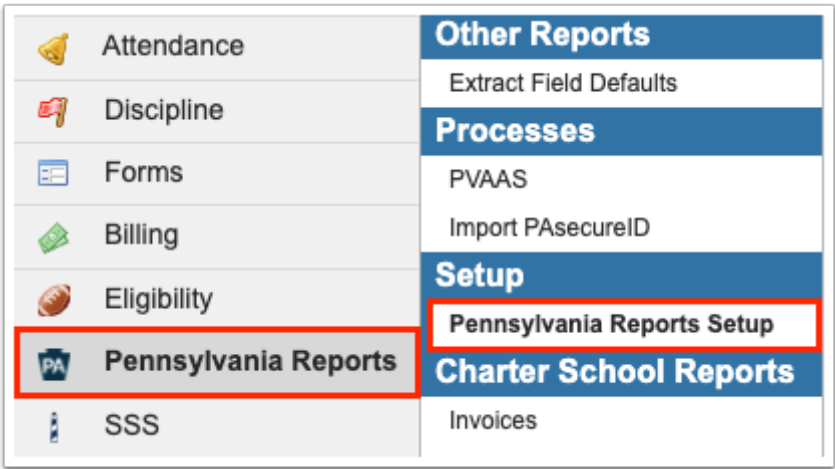 Attendance
Discipline
Forms
Billing
Eligibility
PA Pennsylvania Reports
SSS
Other Reports
Extract Field Defaults
Processes
PVAAS
Import PAsecureID
Setup
Pennsylvania Reports Setup
Charter School Reports
Invoices